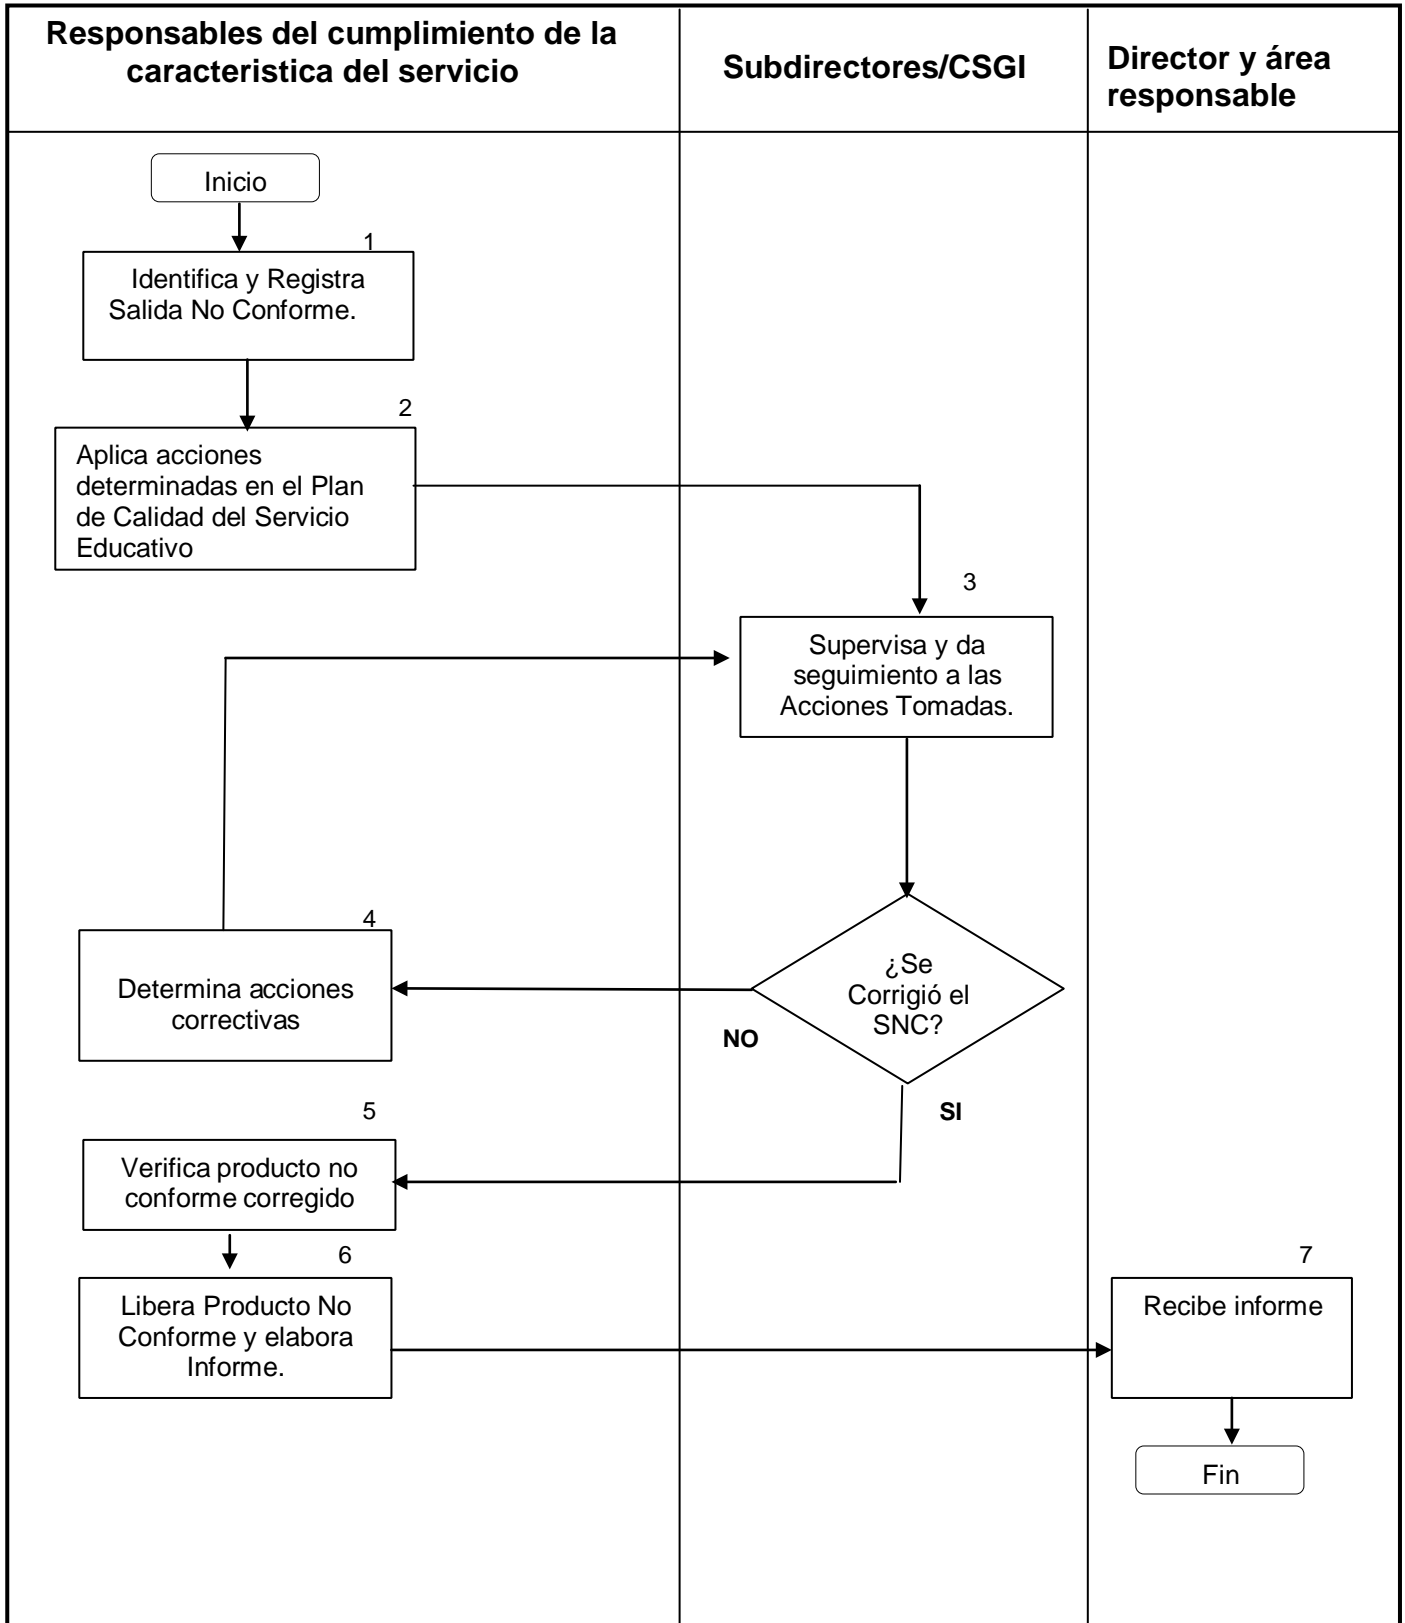 Responsables del cumplimiento de la
caracteristica del servicio
Subdirectores/CSGI
Director y área
responsable
Inicio
1
Identifica y Registra
Salida No Conforme.
2
Aplica acciones
determinadas en el Plan
de Calidad del Servicio
Educativo
3
Supervisa y da
seguimiento a las
Acciones Tomadas.
4
Determina acciones
correctivas
¿Se
Corrigió el
SNC?
NO
SI
5
Verifica producto no
conforme corregido
6
Libera Producto No
Conforme y elabora
Informe.
7
Recibe informe
Fin